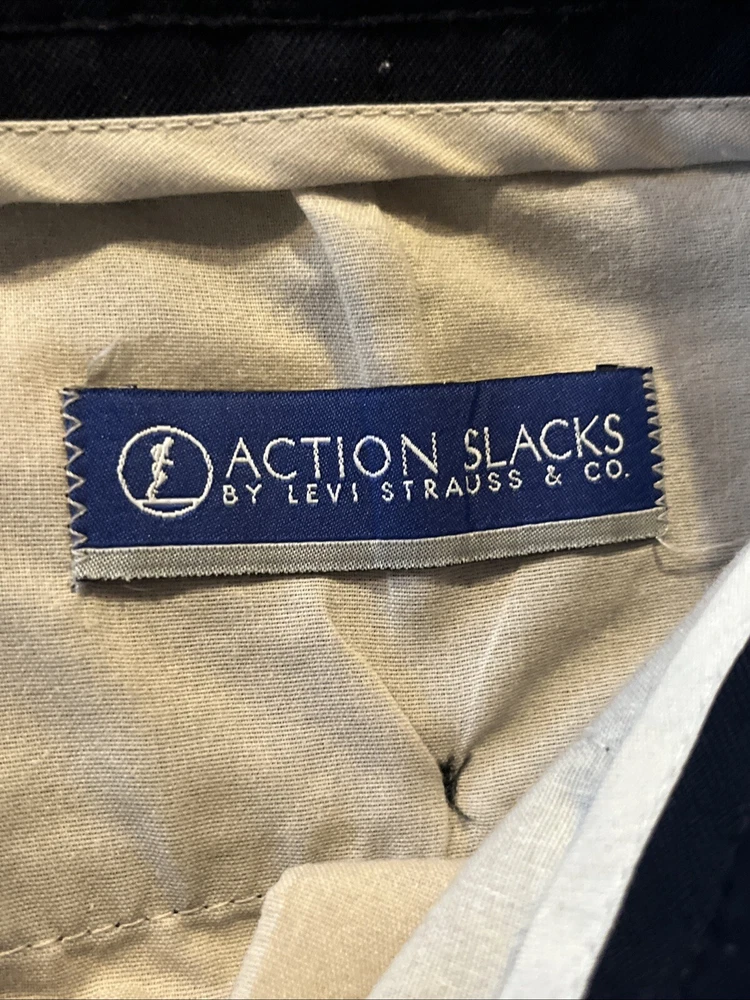 ACTION SLACKS
BY LEVI STRAUSS & CO.